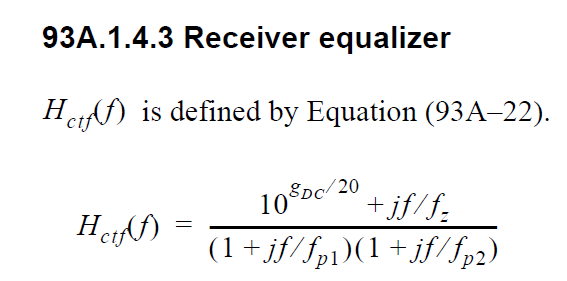 93A.1.4.3 Receiver equalizer
H_ctf(f) is defined by Equation (93A–22).
H_ctf(f) = (10^(g_DC/20) + jf/f_z) / ((1 + jf/f_p1)(1 + jf/f_p2))